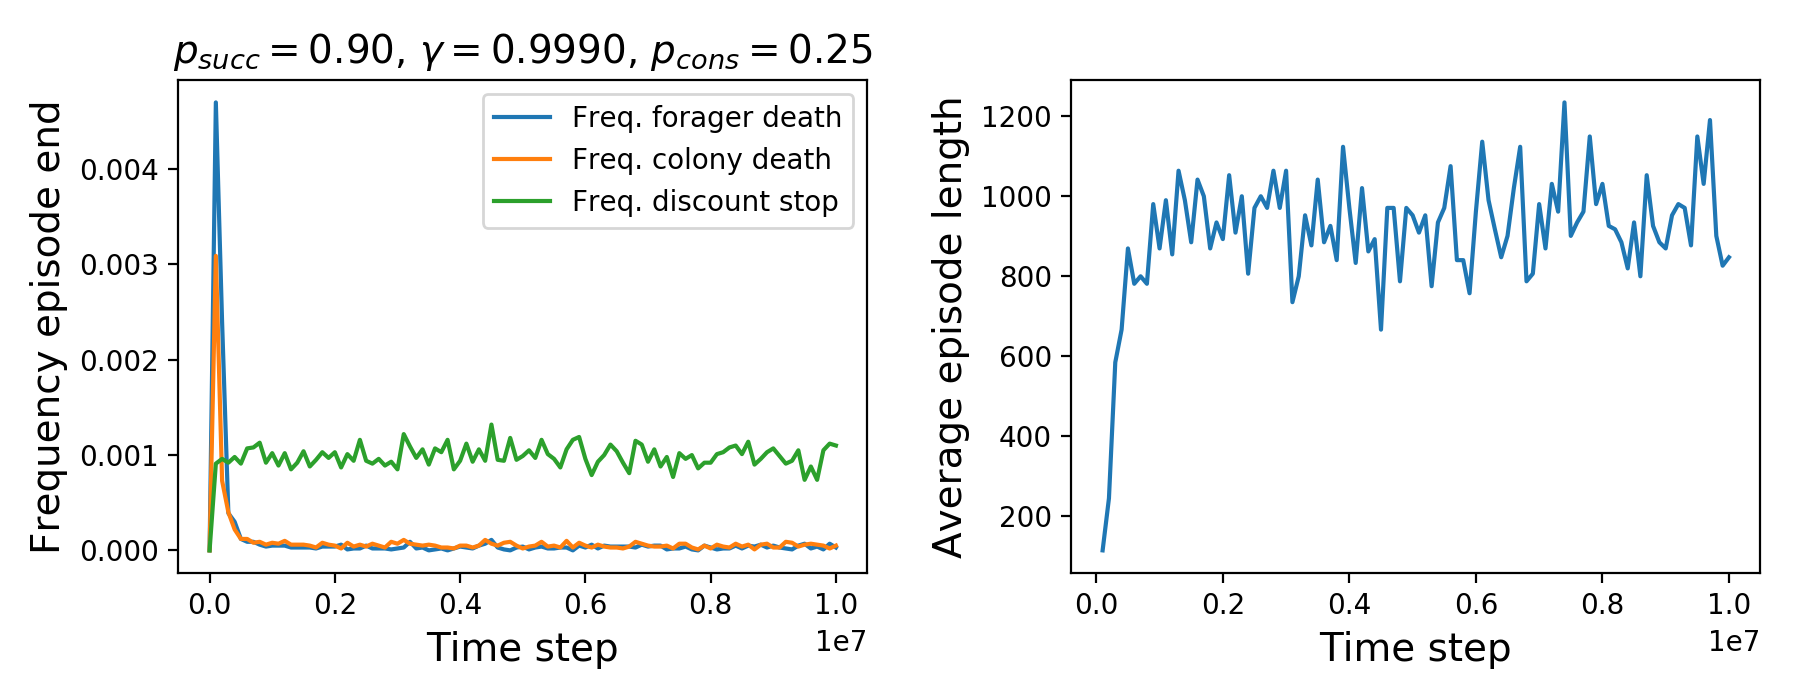 p_succ = 0.90, γ = 0.9990, p_cons = 0.25
Frequency episode end
0.004
0.003
0.002
0.001
0.000
Freq. forager death
Freq. colony death
Freq. discount stop
0.0 0.2 0.4 0.6 0.8 1.0
1e7
Time step
Average episode length
1200
1000
800
600
400
200
0.0 0.2 0.4 0.6 0.8 1.0
1e7
Time step